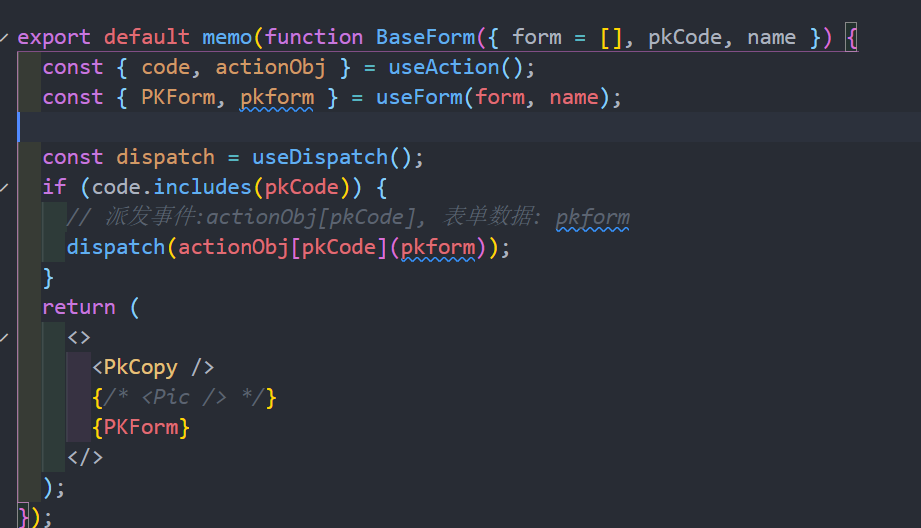 export default memo(function BaseForm({ form = [], pkCode, name }) {
const { code, actionObj } = useAction();
const { PKForm, pkform } = useForm(form, name);
const dispatch = useDispatch();
if (code.includes(pkCode)) {
// 派发事件:actionObj[pkCode], 表单数据: pkform
dispatch(actionObj[pkCode](pkform));
}
return (
<>
<PkCopy />
{/* <Pic /> */}
{PKForm}
</>
);
});